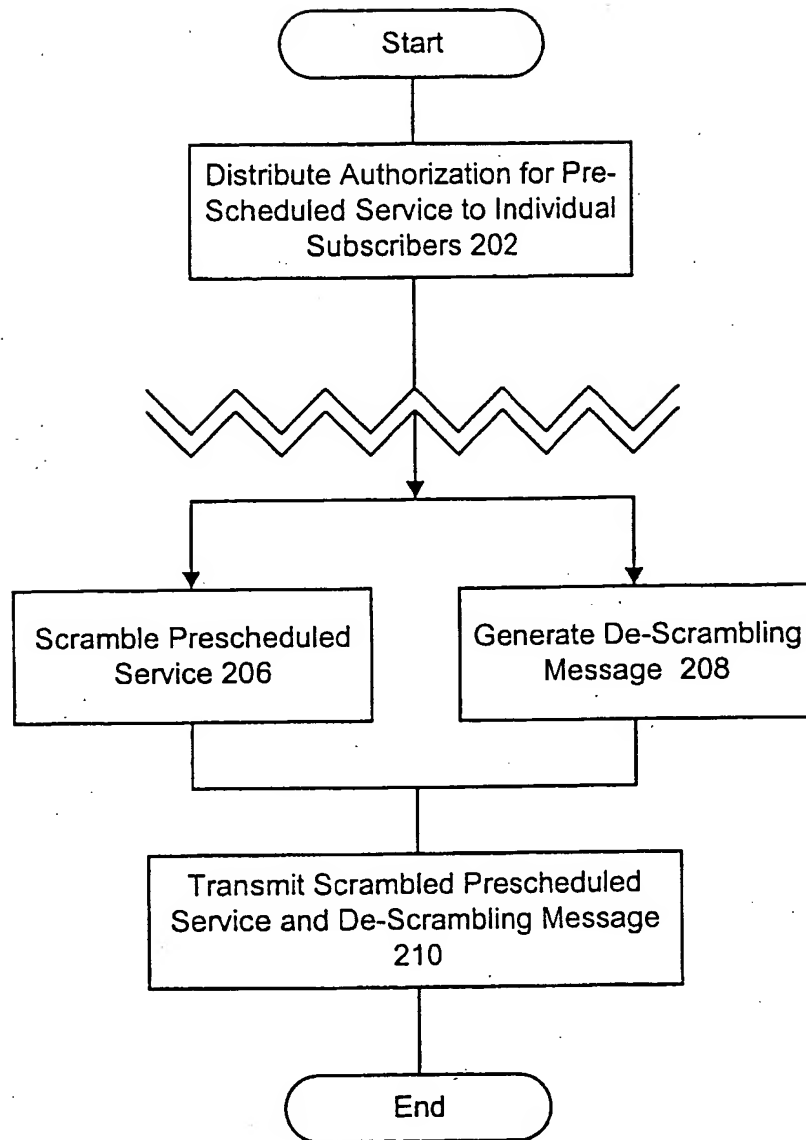 Start
Distribute Authorization for Pre-
Scheduled Service to Individual
Subscribers 202
Scramble Prescheduled
Service 206
Generate De-Scrambling
Message 208
Transmit Scrambled Prescheduled
Service and De-Scrambling Message
210
End